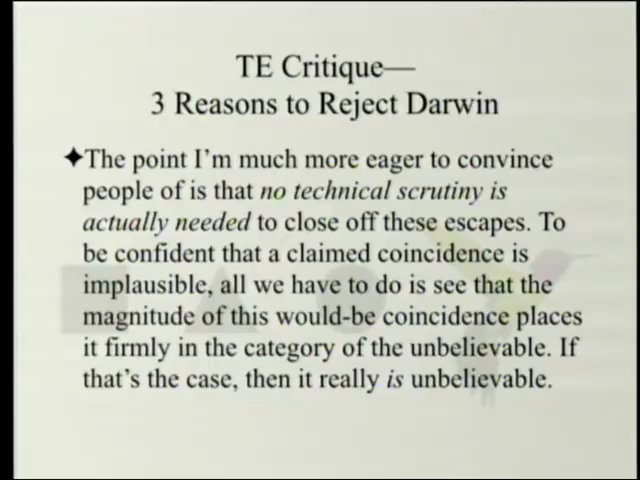 TE Critique—
3 Reasons to Reject Darwin
✦The point I'm much more eager to convince
people of is that no technical scrutiny is
actually needed to close off these escapes. To
be confident that a claimed coincidence is
implausible, all we have to do is see that the
magnitude of this would-be coincidence places
it firmly in the category of the unbelievable. If
that's the case, then it really is unbelievable.